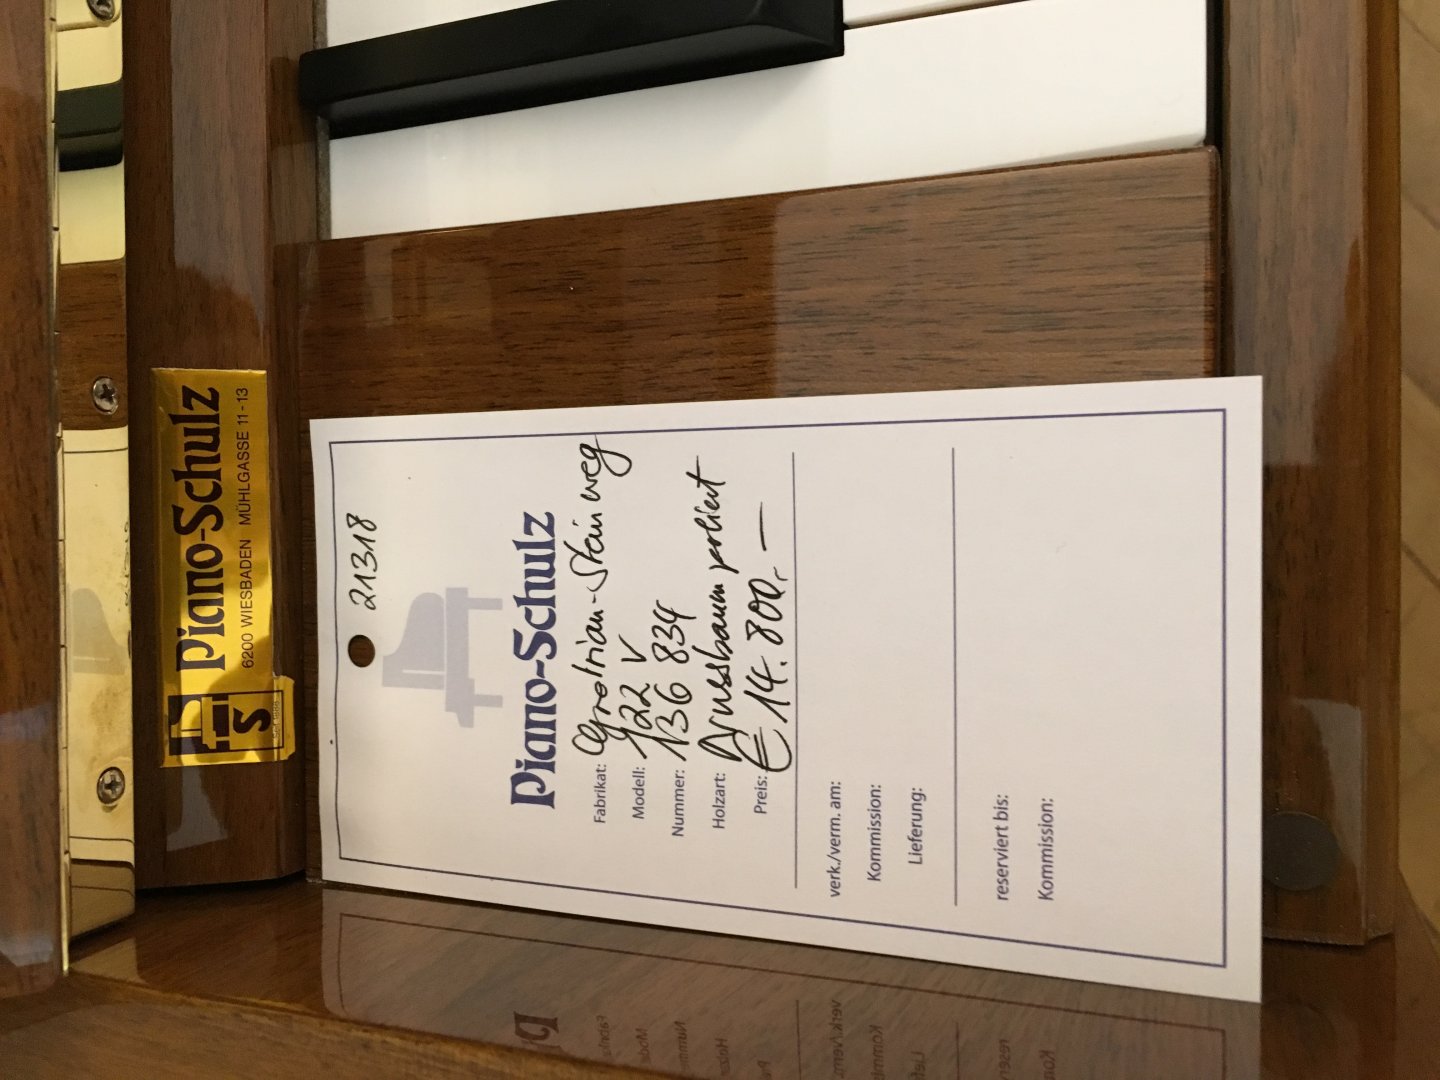 Piano-Schulz
6200 WIESBADEN MÜHLGASSE 11-13
S
21318
Piano-Schulz
Fabrikat: Grotrian-Steinweg
Modell: 122 V
Nummer: 136 834
Holzart: Nussbaum poliert
Preis: € 14.800,-
verk./verm. am:
Kommission:
Lieferung:
reserviert bis:
Kommission: